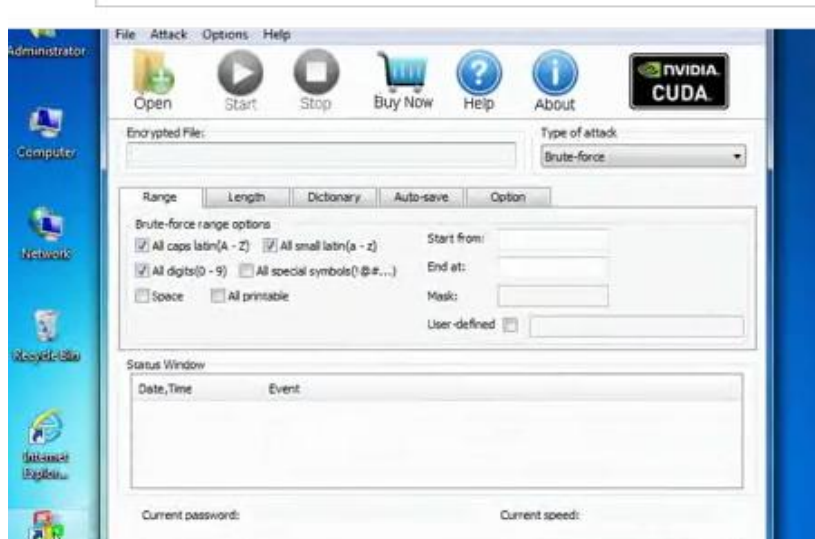 File Attack Options Help
Administrator
Open Start Stop Buy Now Help About
NVIDIA.
CUDA.
Computer
Encrypted File:
Type of attack
Brute-force
Range Length Dictionary Auto-save Option
Brute-force range options
All caps latin(A - Z) All small latin(a - z)
Start from:
Network
All digits(0 - 9) All special symbols(!@#...)
End at:
Space All printable
Mask:
User-defined
Recycle Bin
Status Window
Date,Time Event
Internet
Explor...
Current password: Current speed: